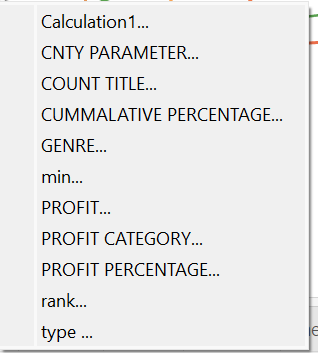 Calculation1...
CNTY PARAMETER...
COUNT TITLE...
CUMMALATIVE PERCENTAGE...
GENRE...
min...
PROFIT...
PROFIT CATEGORY...
PROFIT PERCENTAGE...
rank...
type ...